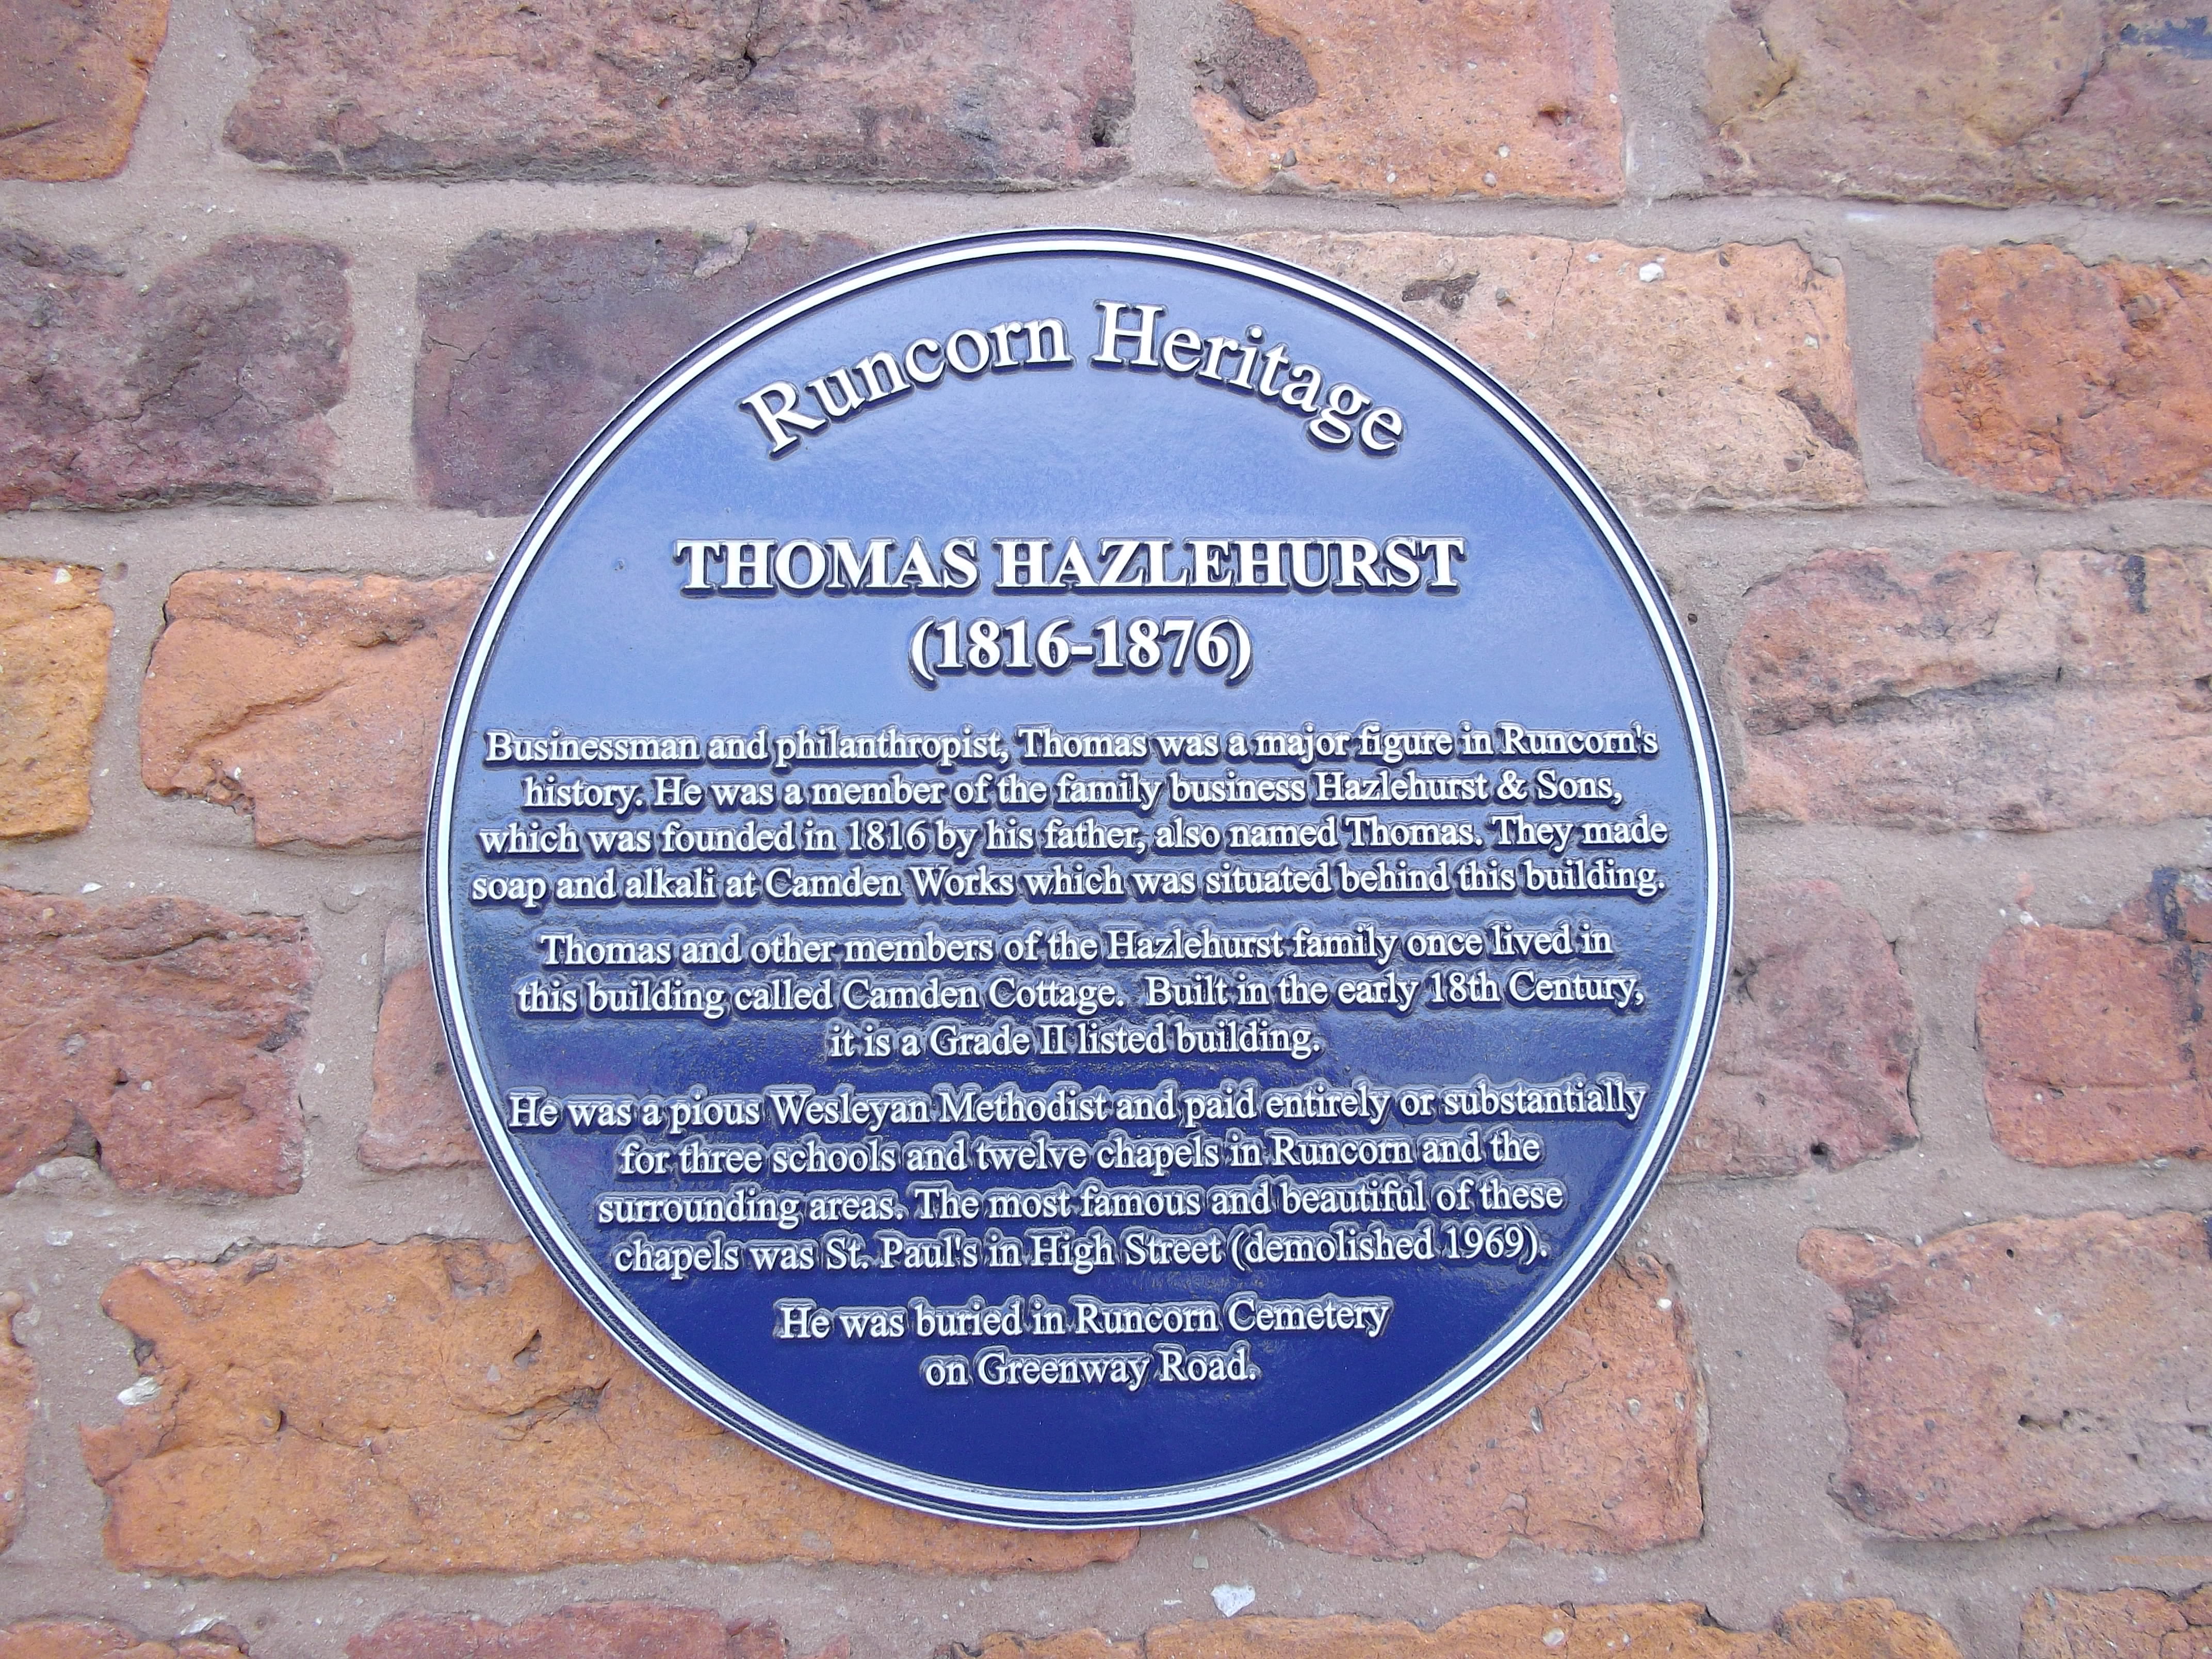 Runcorn Heritage
THOMAS HAZLEHURST
(1816-1876)
Businessman and philanthropist, Thomas was a major figure in Runcorn's
history. He was a member of the family business Hazlehurst & Sons,
which was founded in 1816 by his father, also named Thomas. They made
soap and alkali at Camden Works which was situated behind this building.
Thomas and other members of the Hazlehurst family once lived in
this building called Camden Cottage. Built in the early 18th Century,
it is a Grade II listed building.
He was a pious Wesleyan Methodist and paid entirely or substantially
for three schools and twelve chapels in Runcorn and the
surrounding areas. The most famous and beautiful of these
chapels was St. Paul's in High Street (demolished 1969).
He was buried in Runcorn Cemetery
on Greenway Road.